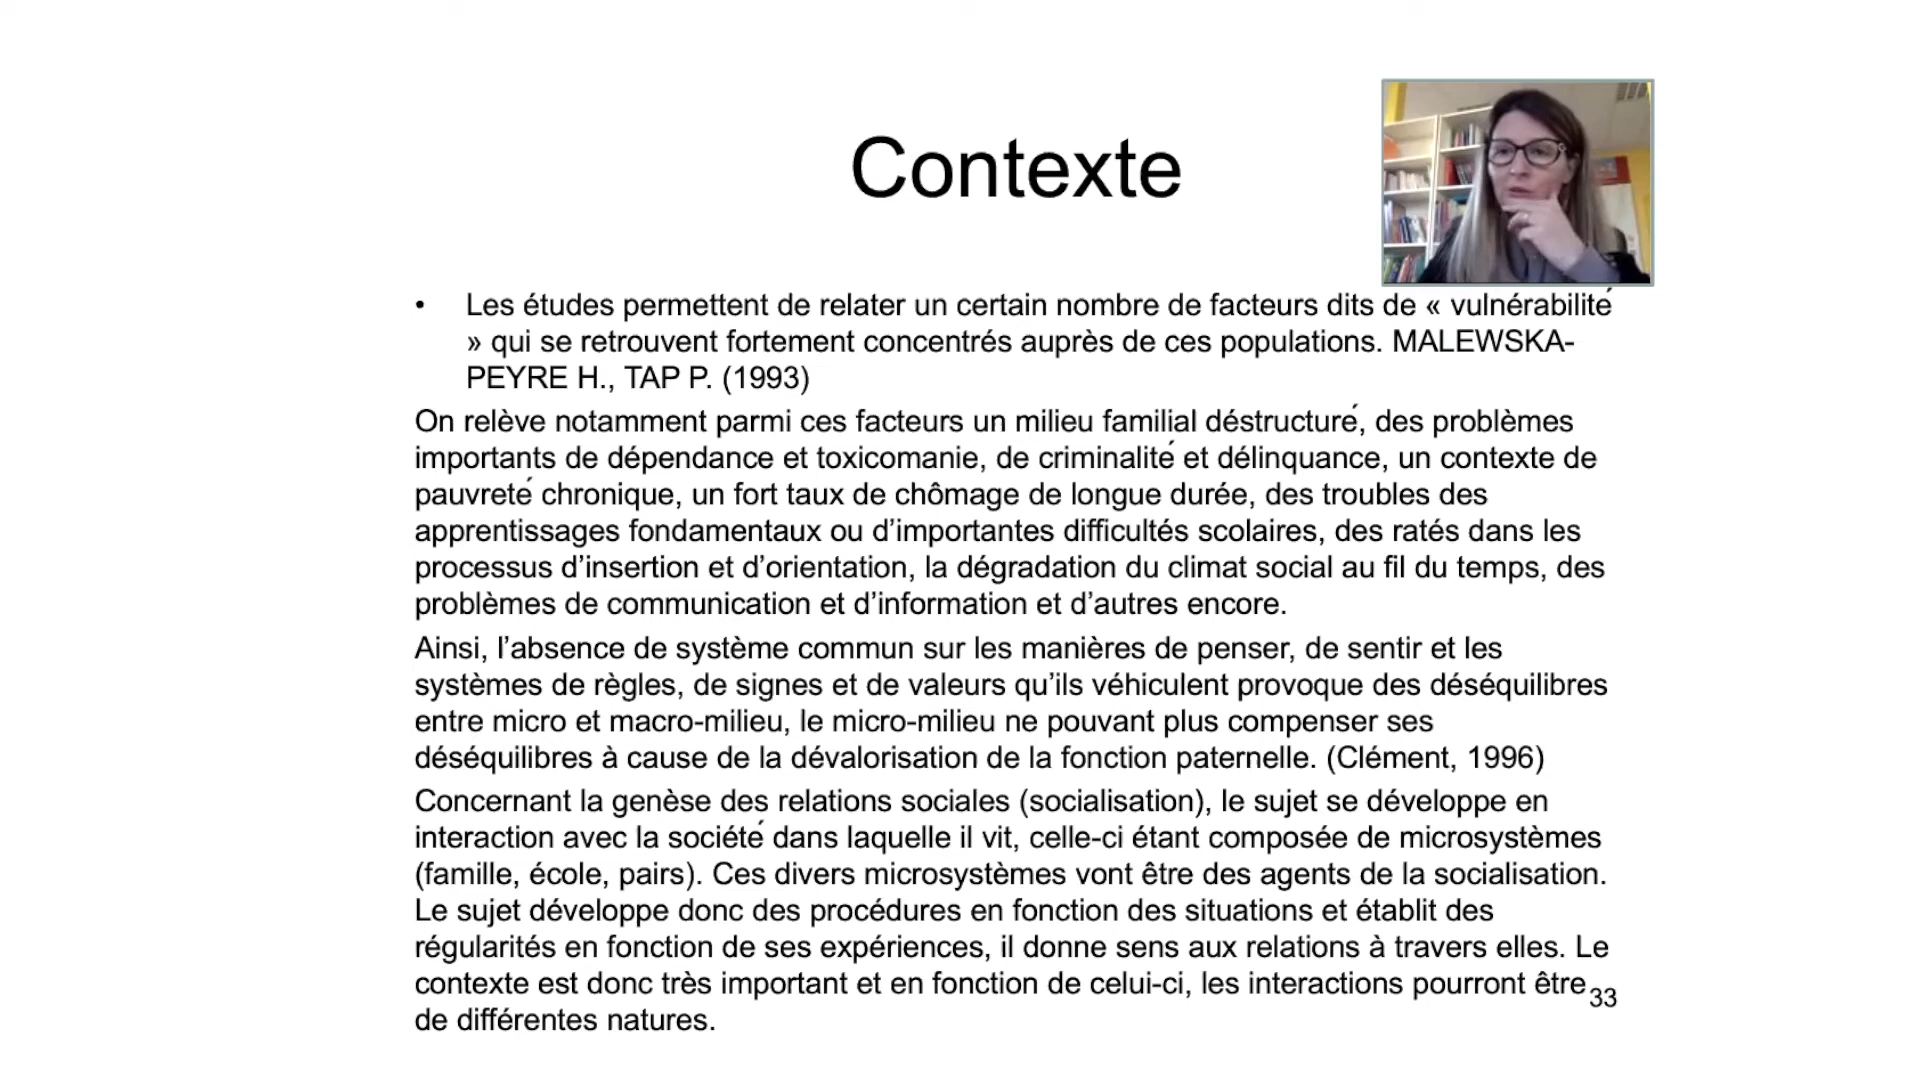 Contexte
• Les études permettent de relater un certain nombre de facteurs dits de « vulnérabilité
» qui se retrouvent fortement concentrés auprès de ces populations. MALEWSKA-
PEYRE H., TAP P. (1993)
On relève notamment parmi ces facteurs un milieu familial déstructuré, des problèmes
importants de dépendance et toxicomanie, de criminalité et délinquance, un contexte de
pauvreté chronique, un fort taux de chômage de longue durée, des troubles des
apprentissages fondamentaux ou d’importantes difficultés scolaires, des ratés dans les
processus d’insertion et d’orientation, la dégradation du climat social au fil du temps, des
problèmes de communication et d’information et d’autres encore.
Ainsi, l’absence de système commun sur les manières de penser, de sentir et les
systèmes de règles, de signes et de valeurs qu’ils véhiculent provoque des déséquilibres
entre micro et macro-milieu, le micro-milieu ne pouvant plus compenser ses
déséquilibres à cause de la dévalorisation de la fonction paternelle. (Clément, 1996)
Concernant la genèse des relations sociales (socialisation), le sujet se développe en
interaction avec la société dans laquelle il vit, celle-ci étant composée de microsystèmes
(famille, école, pairs). Ces divers microsystèmes vont être des agents de la socialisation.
Le sujet développe donc des procédures en fonction des situations et établit des
régularités en fonction de ses expériences, il donne sens aux relations à travers elles. Le
contexte est donc très important et en fonction de celui-ci, les interactions pourront être
de différentes natures.
33